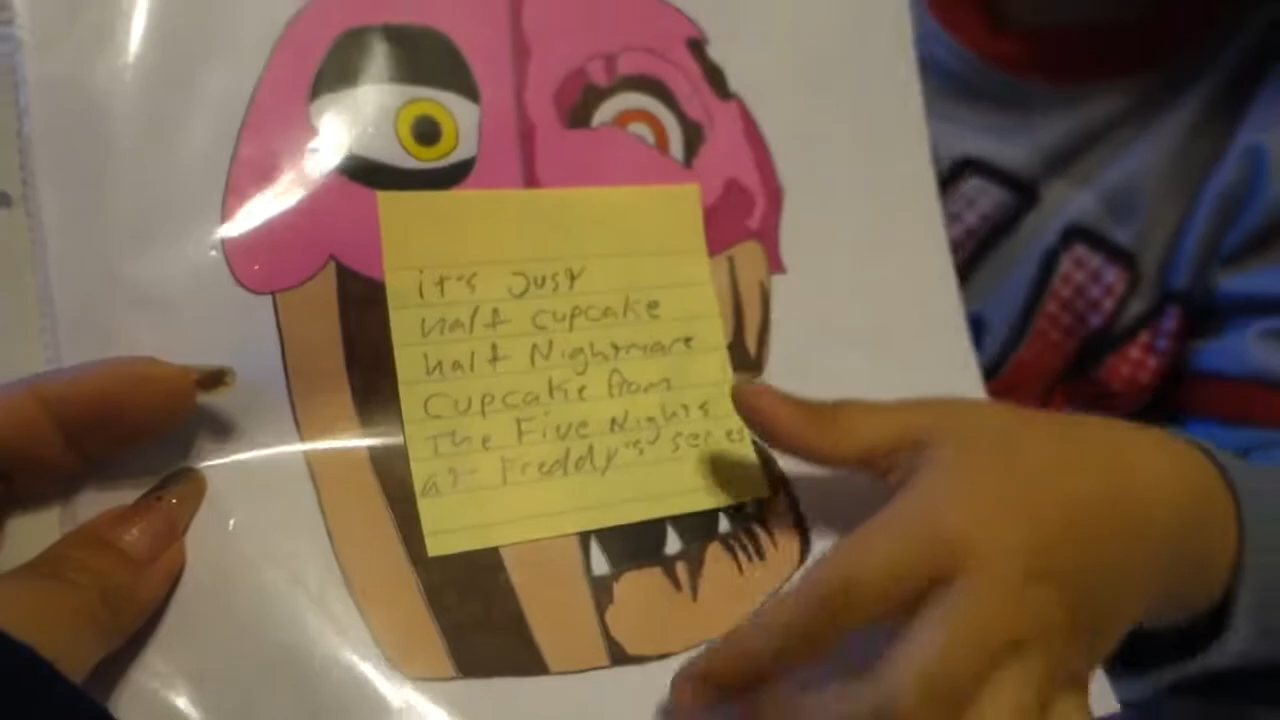 it's Just
half cupcake
half Nightmare
Cupcake from
The Five Nights
at Freddy's series